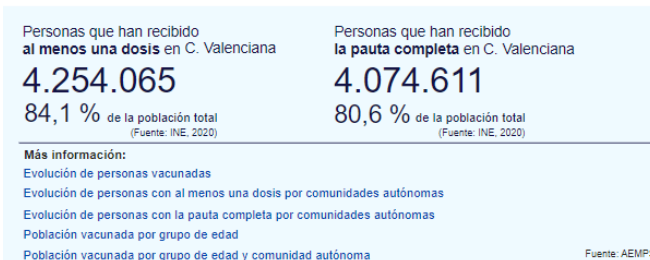 Personas que han recibido
al menos una dosis en C. Valenciana
4.254.065
84,1 % de la población total
(Fuente: INE, 2020)
Personas que han recibido
la pauta completa en C. Valenciana
4.074.611
80,6 % de la población total
(Fuente: INE, 2020)
Más información:
Evolución de personas vacunadas
Evolución de personas con al menos una dosis por comunidades autónomas
Evolución de personas con la pauta completa por comunidades autónomas
Población vacunada por grupo de edad
Población vacunada por grupo de edad y comunidad autónoma
Fuente: